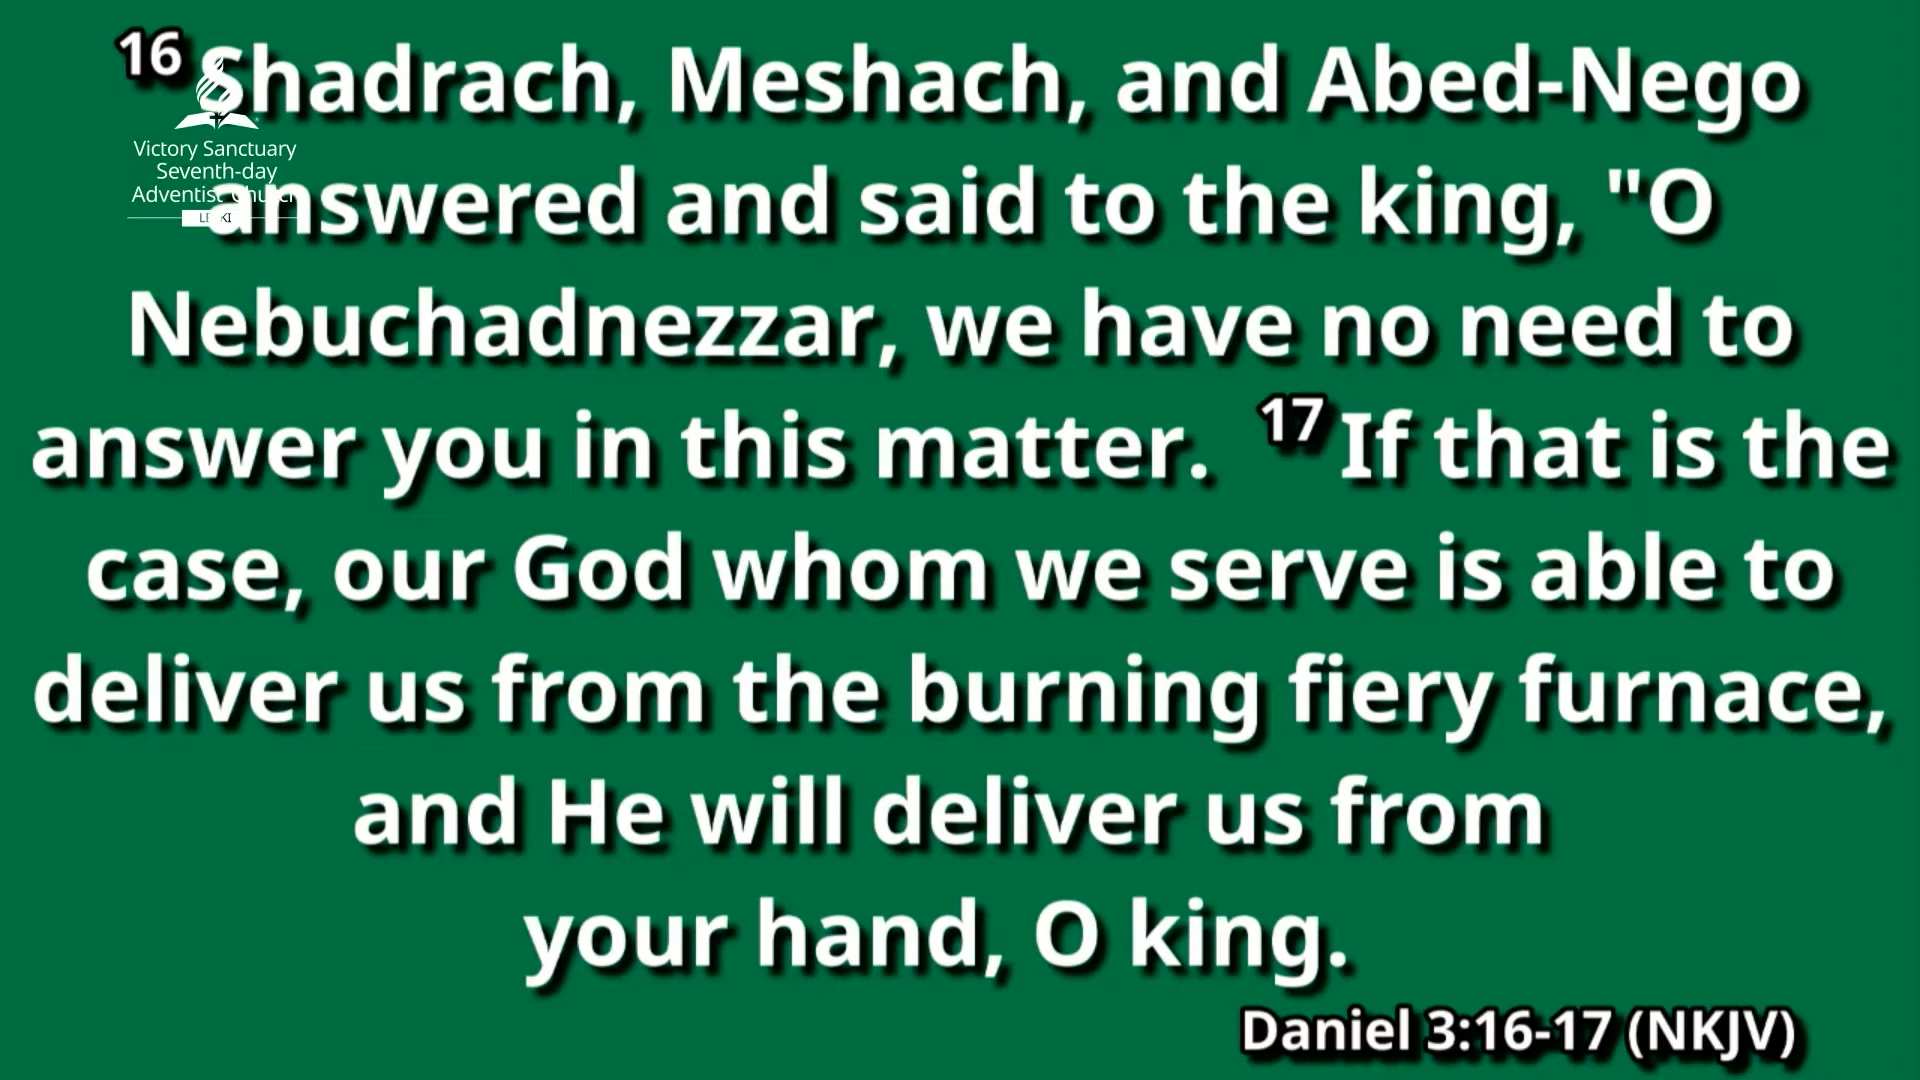 16 Shadrach, Meshach, and Abed-Nego
answered and said to the king, "O
Nebuchadnezzar, we have no need to
answer you in this matter. 17 If that is the
case, our God whom we serve is able to
deliver us from the burning fiery furnace,
and He will deliver us from
your hand, O king.
Daniel 3:16-17 (NKJV)
Victory Sanctuary
Seventh-day
Adventist Church